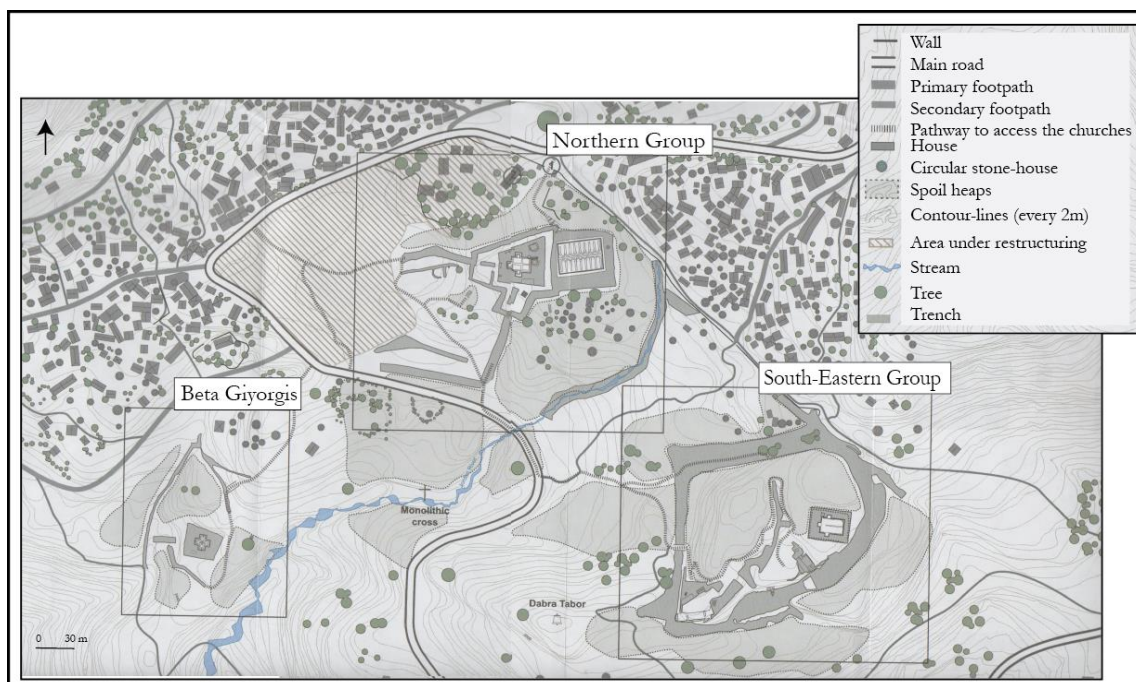 Wall
Main road
Primary footpath
Secondary footpath
Pathway to access the churches
House
Circular stone-house
Spoil heaps
Contour-lines (every 2m)
Area under restructuring
Stream
Tree
Trench
Northern Group
South-Eastern Group
Beta Giyorgis
Monolithic
cross
Dabra Tabor
0 30 m